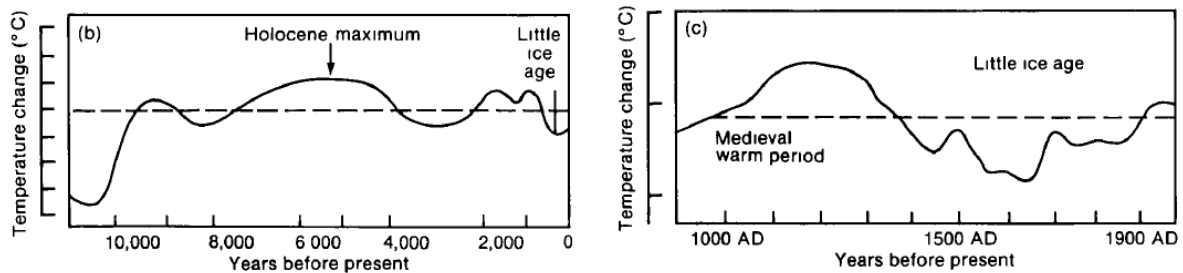 Temperature change (°C)
(b)
Holocene maximum
Little
ice
age
10,000
8,000
6 000
4,000
2,000
0
Years before present
Temperature change (°C)
(c)
Little ice age
Medieval
warm period
1000 AD
1500 AD
1900 AD
Years before present